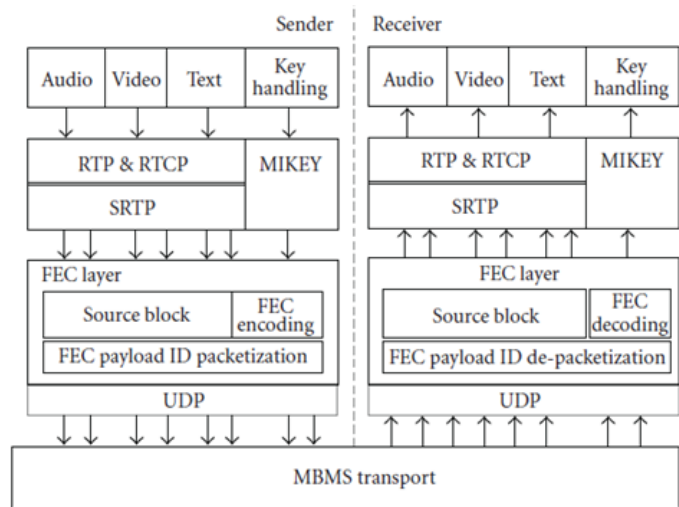 Sender
Receiver
Audio
Video
Text
Key
handling
RTP & RTCP
SRTP
MIKEY
FEC layer
Source block
FEC
encoding
FEC payload ID packetization
UDP
Audio
Video
Text
Key
handling
RTP & RTCP
SRTP
MIKEY
FEC layer
Source block
FEC
decoding
FEC payload ID de-packetization
UDP
MBMS transport